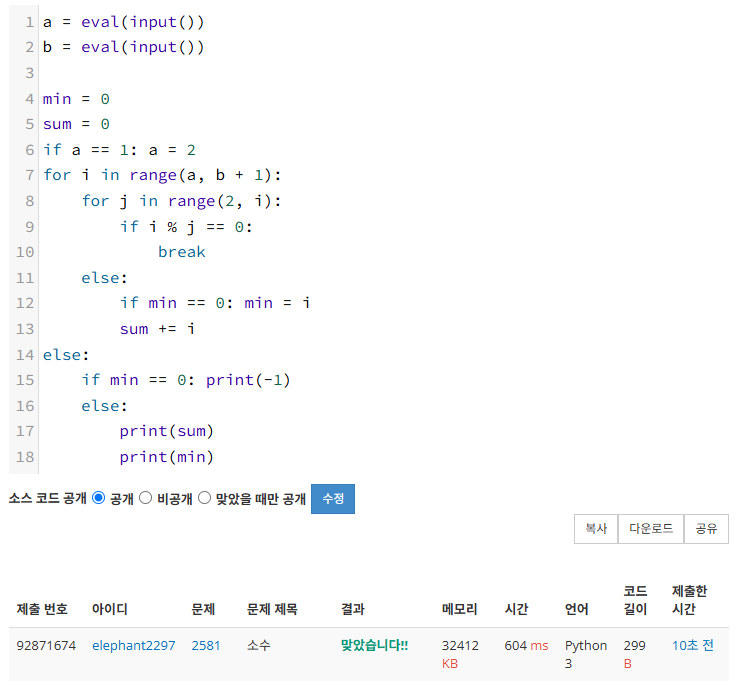 1 a = eval(input())
2 b = eval(input())
3
4 min = 0
5 sum = 0
6 if a == 1: a = 2
7 for i in range(a, b + 1):
8     for j in range(2, i):
9         if i % j == 0:
10             break
11     else:
12         if min == 0: min = i
13         sum += i
14 else:
15     if min == 0: print(-1)
16     else:
17         print(sum)
18         print(min)
소스 코드 공개 공개 비공개 맞았을 때만 공개 수정
복사 다운로드 공유
제출 번호 아이디 문제 문제 제목 결과 메모리 시간 언어 코드 길이 제출한 시간
92871674 elephant2297 2581 소수 맞았습니다!! 32412 KB 604 ms Python 3 299 B 10초 전